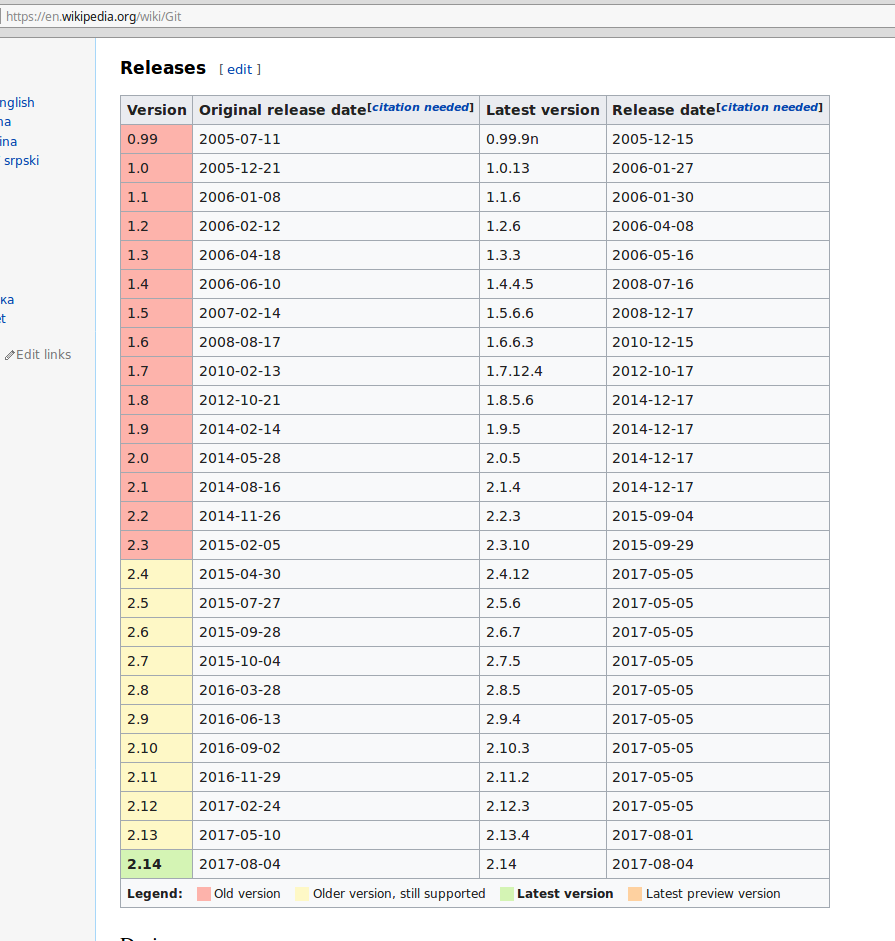 https://en.wikipedia.org/wiki/Git
Releases [ edit ]
nglish
na
ina
srpski
ка
et
Edit links
Version Original release date[citation needed] Latest version Release date[citation needed]
0.99 2005-07-11 0.99.9n 2005-12-15
1.0 2005-12-21 1.0.13 2006-01-27
1.1 2006-01-08 1.1.6 2006-01-30
1.2 2006-02-12 1.2.6 2006-04-08
1.3 2006-04-18 1.3.3 2006-05-16
1.4 2006-06-10 1.4.4.5 2008-07-16
1.5 2007-02-14 1.5.6.6 2008-12-17
1.6 2008-08-17 1.6.6.3 2010-12-15
1.7 2010-02-13 1.7.12.4 2012-10-17
1.8 2012-10-21 1.8.5.6 2014-12-17
1.9 2014-02-14 1.9.5 2014-12-17
2.0 2014-05-28 2.0.5 2014-12-17
2.1 2014-08-16 2.1.4 2014-12-17
2.2 2014-11-26 2.2.3 2015-09-04
2.3 2015-02-05 2.3.10 2015-09-29
2.4 2015-04-30 2.4.12 2017-05-05
2.5 2015-07-27 2.5.6 2017-05-05
2.6 2015-09-28 2.6.7 2017-05-05
2.7 2015-10-04 2.7.5 2017-05-05
2.8 2016-03-28 2.8.5 2017-05-05
2.9 2016-06-13 2.9.4 2017-05-05
2.10 2016-09-02 2.10.3 2017-05-05
2.11 2016-11-29 2.11.2 2017-05-05
2.12 2017-02-24 2.12.3 2017-05-05
2.13 2017-05-10 2.13.4 2017-08-01
2.14 2017-08-04 2.14 2017-08-04
Legend: Old version Older version, still supported Latest version Latest preview version